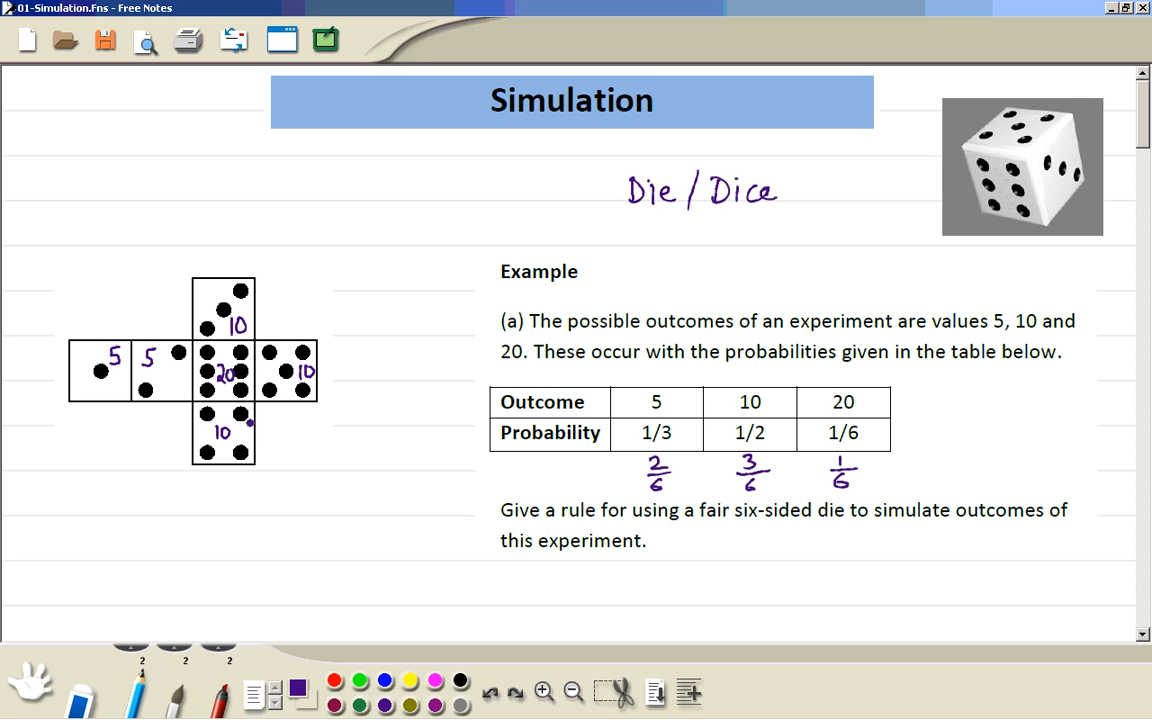 01-Simulation.Fns - Free Notes
Simulation
Die / Dice
Example
(a) The possible outcomes of an experiment are values 5, 10 and
20. These occur with the probabilities given in the table below.
Outcome 5 10 20
Probability 1/3 1/2 1/6
2/6 3/6 1/6
Give a rule for using a fair six-sided die to simulate outcomes of
this experiment.
10
5 5 20 10
10
2 2 2